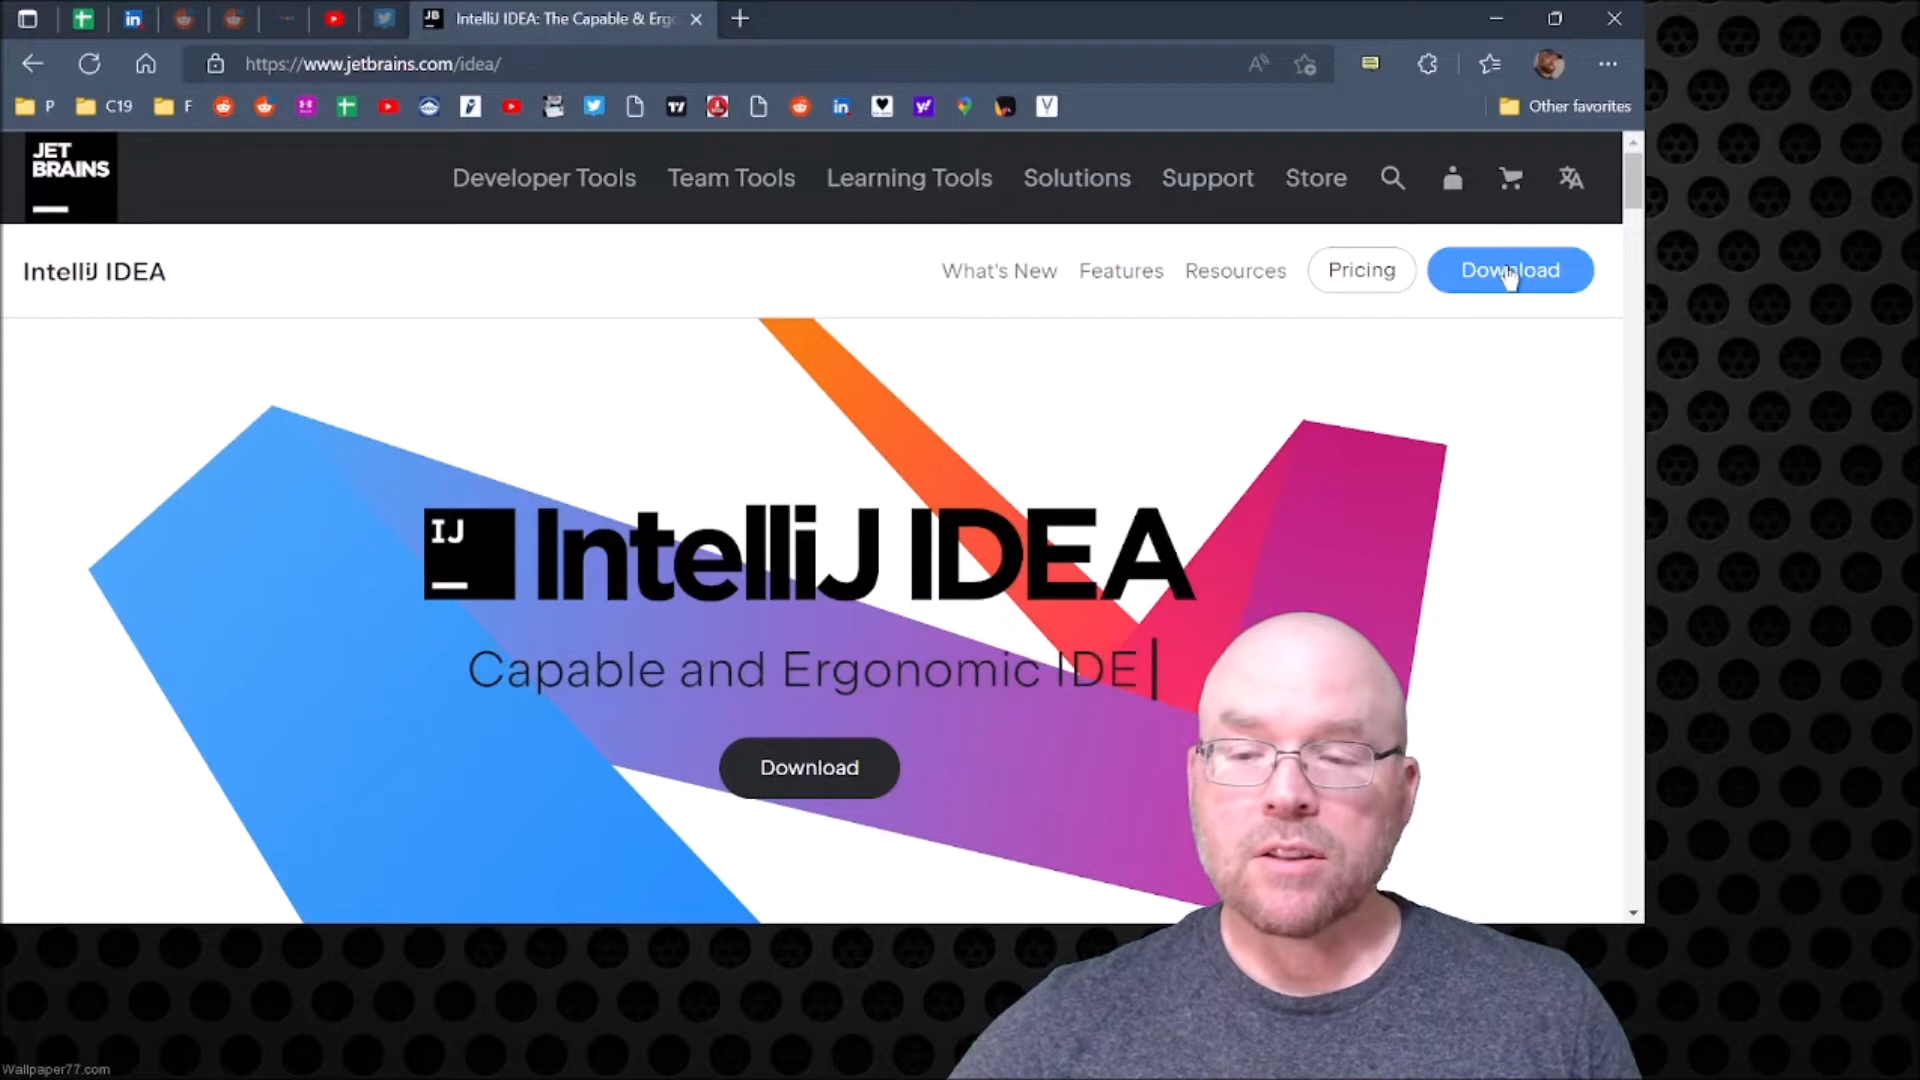 IntelliJ IDEA: The Capable & Erg
https://www.jetbrains.com/idea/
P
C19
F
Other favorites
JET
BRAINS
Developer Tools
Team Tools
Learning Tools
Solutions
Support
Store
IntelliJ IDEA
What's New
Features
Resources
Pricing
Download
IJ
IntelliJ IDEA
Capable and Ergonomic IDE
Download
Wallpaper77.com